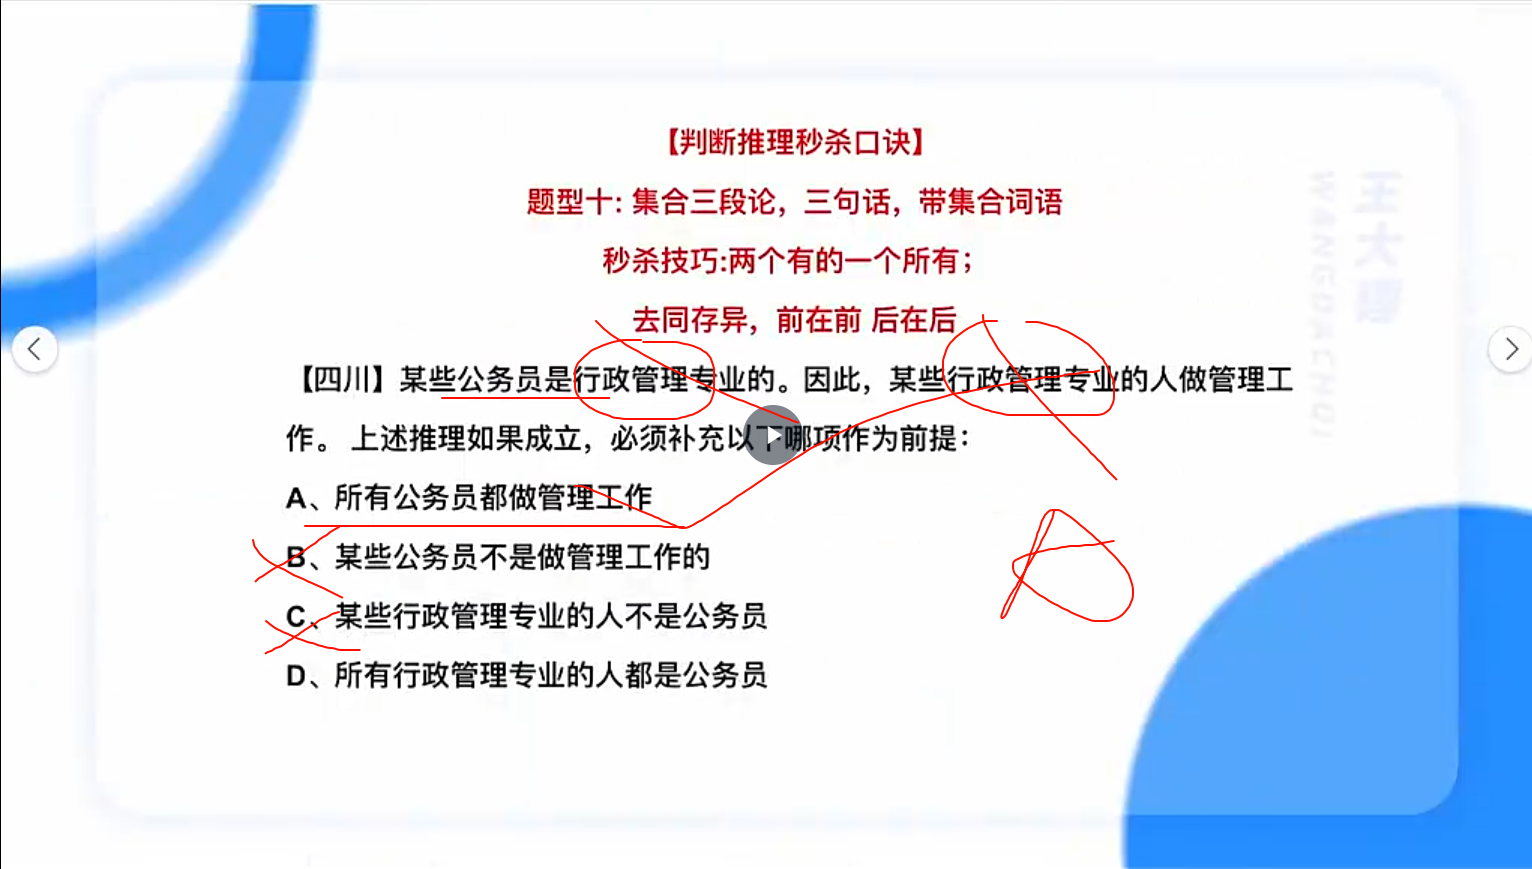 【判断推理秒杀口诀】
题型十: 集合三段论，三句话，带集合词语
秒杀技巧:两个有的一个所有；
去同存异，前在前 后在后
【四川】某些公务员是行政管理专业的。因此，某些行政管理专业的人做管理工
作。 上述推理如果成立，必须补充以下哪项作为前提：
A、所有公务员都做管理工作
B、某些公务员不是做管理工作的
C、某些行政管理专业的人不是公务员
D、所有行政管理专业的人都是公务员
A
王大
WANGDACHUI